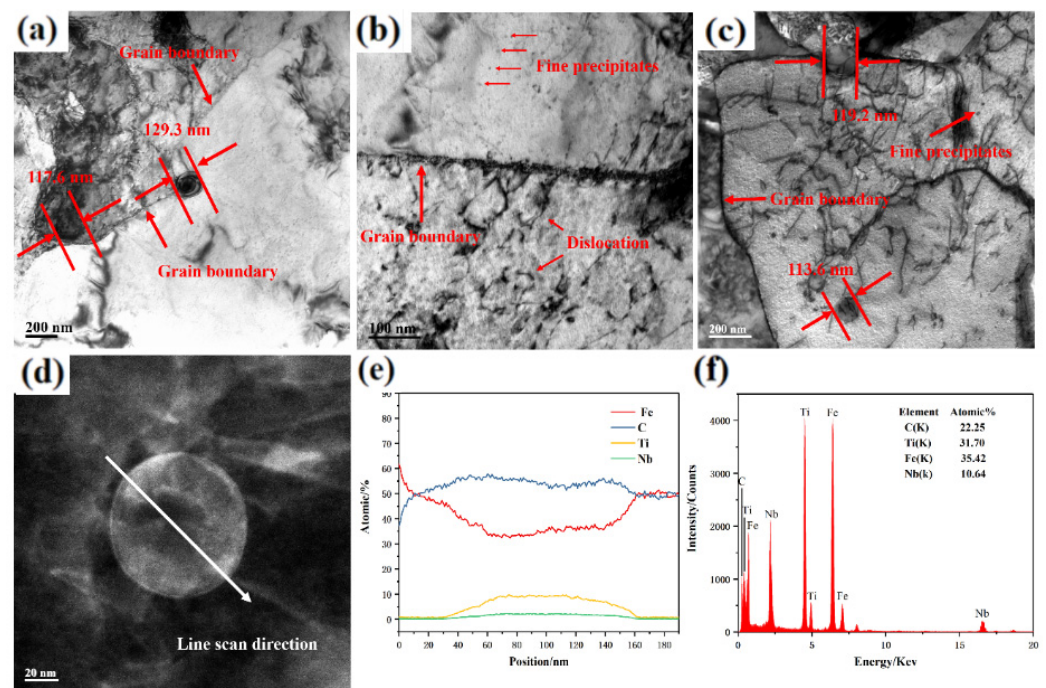 (a)
Grain boundary
129.3 nm
117.6 nm
Grain boundary
200 nm
(b)
Fine precipitates
Grain boundary
Dislocation
100 nm
(c)
119.2 nm
Fine precipitates
Grain boundary
113.6 nm
200 nm
(d)
Line scan direction
20 nm
(e)
90
80
70
60
50
40
30
20
10
0
Atomic/%
Fe
C
Ti
Nb
0 20 40 60 80 100 120 140 160 180
Position/nm
(f)
4000
3000
2000
1000
0
Intensity/Counts
Element Atomic%
C(K) 22.25
Ti(K) 31.70
Fe(K) 35.42
Nb(k) 10.64
Ti Fe
C
Ti
Fe
Nb
Ti
Fe
Nb
0 5 10 15 20
Energy/Kev